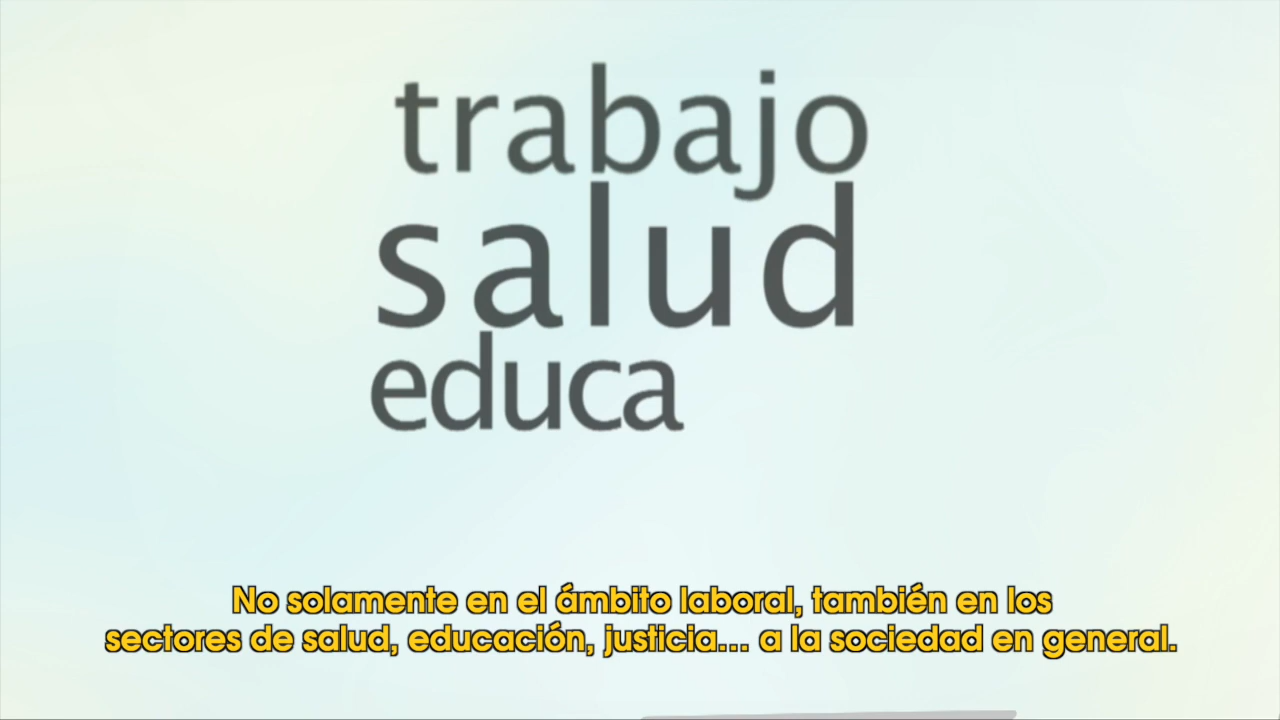 trabajo
salud
educa
No solamente en el ámbito laboral, también en los
sectores de salud, educación, justicia... a la sociedad en general.